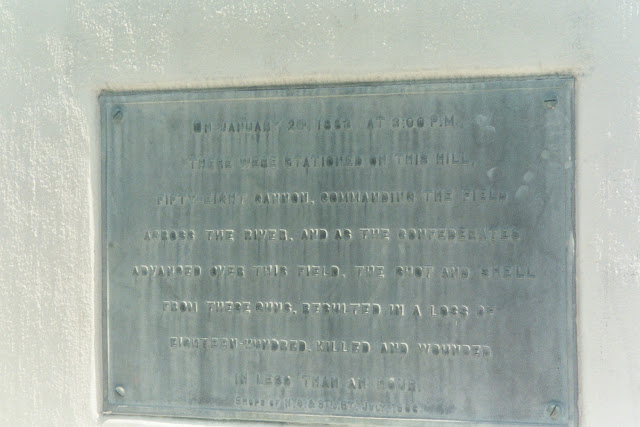 ON JANUARY 2ND, 1863, AT 3:00 P.M.,
THERE WERE STATIONED ON THIS HILL,
FIFTY-EIGHT CANNON, COMMANDING THE FIELD
ACROSS THE RIVER, AND AS THE CONFEDERATES
ADVANCED OVER THIS FIELD, THE SHOT AND SHELL
FROM THESE GUNS, RESULTED IN A LOSS OF
EIGHTEEN-HUNDRED, KILLED AND WOUNDED
IN LESS THAN AN HOUR.